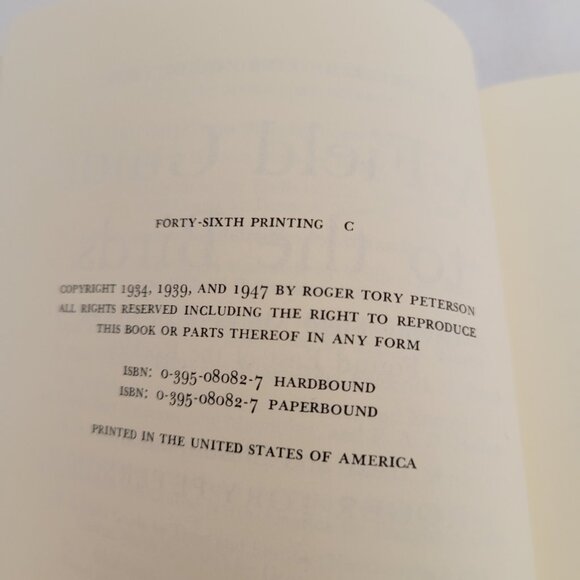 FORTY-SIXTH PRINTING C
COPYRIGHT 1934, 1939, AND 1947 BY ROGER TORY PETERSON
ALL RIGHTS RESERVED INCLUDING THE RIGHT TO REPRODUCE
THIS BOOK OR PARTS THEREOF IN ANY FORM
ISBN: 0-395-08082-7 HARDBOUND
ISBN: 0-395-08082-7 PAPERBOUND
PRINTED IN THE UNITED STATES OF AMERICA